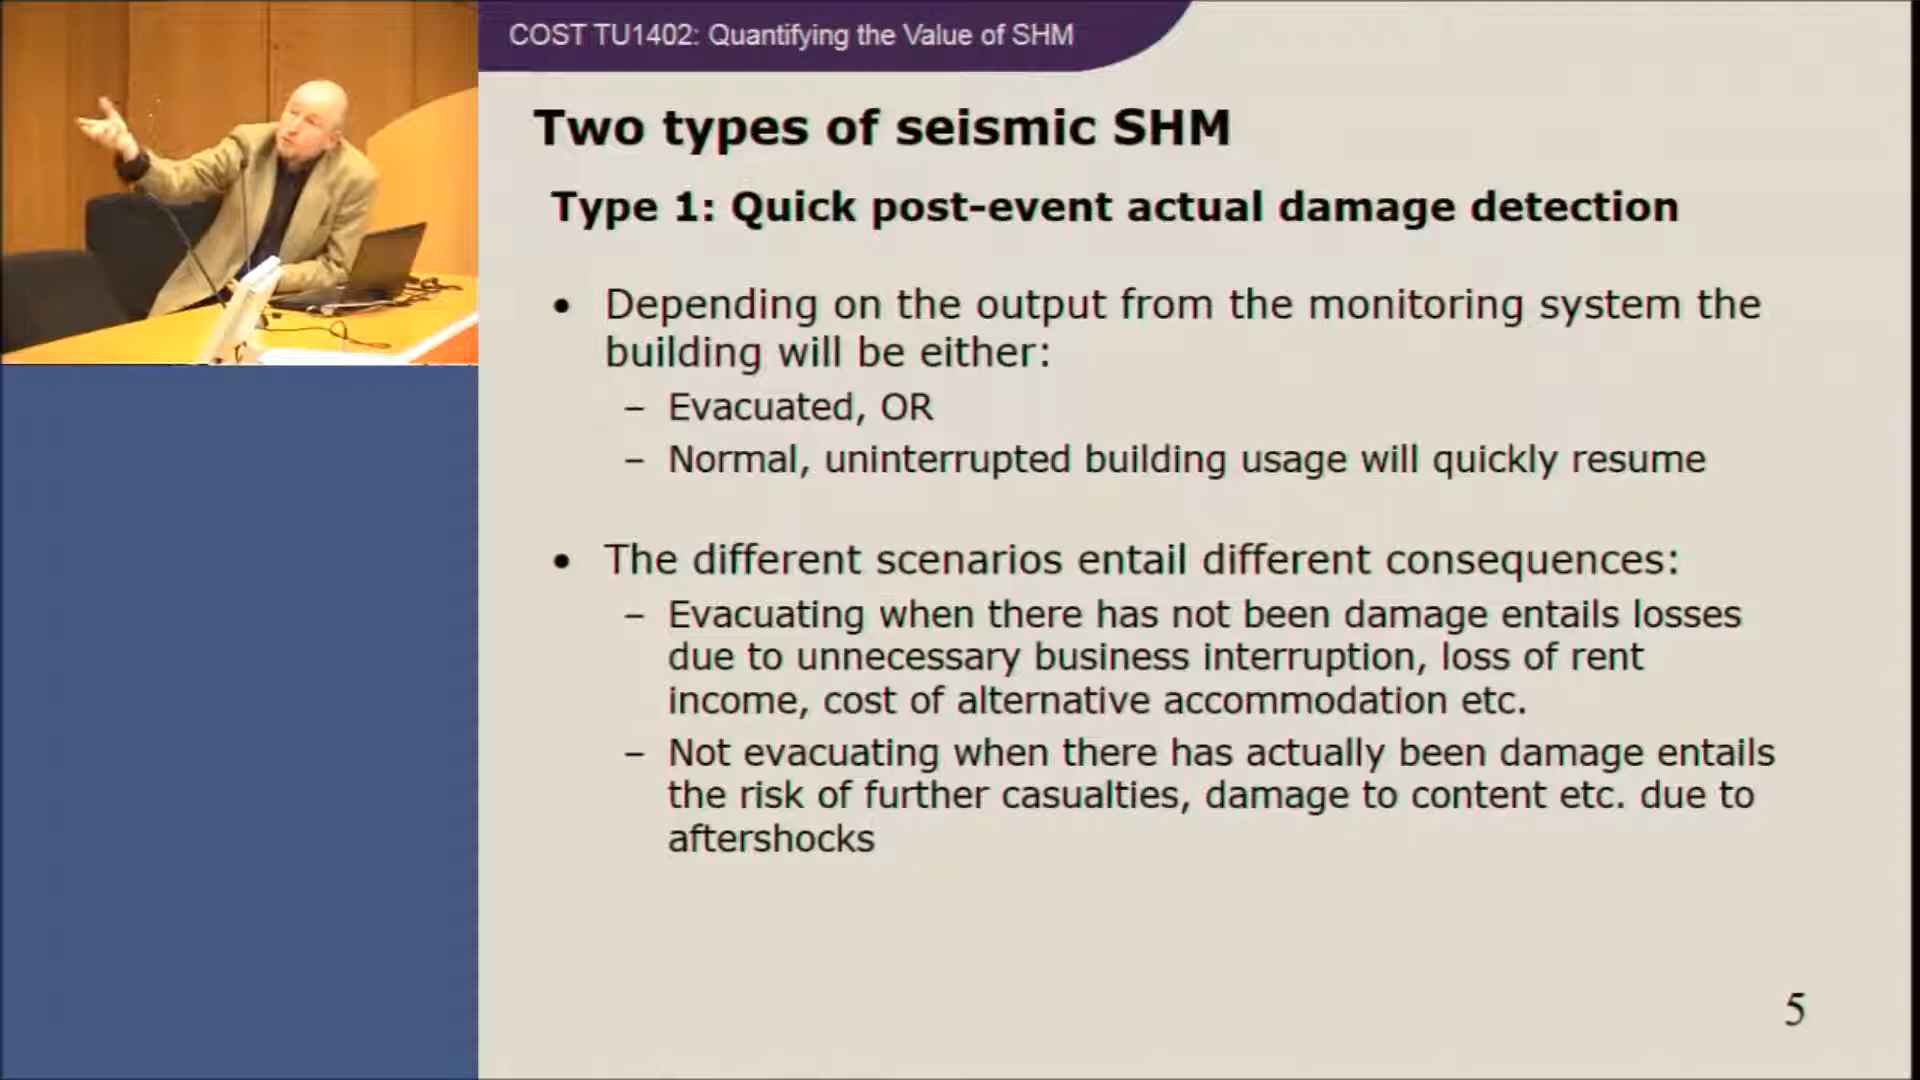 COST TU1402: Quantifying the Value of SHM
Two types of seismic SHM
Type 1: Quick post-event actual damage detection
• Depending on the output from the monitoring system the
building will be either:
– Evacuated, OR
– Normal, uninterrupted building usage will quickly resume
• The different scenarios entail different consequences:
– Evacuating when there has not been damage entails losses
due to unnecessary business interruption, loss of rent
income, cost of alternative accommodation etc.
– Not evacuating when there has actually been damage entails
the risk of further casualties, damage to content etc. due to
aftershocks
5